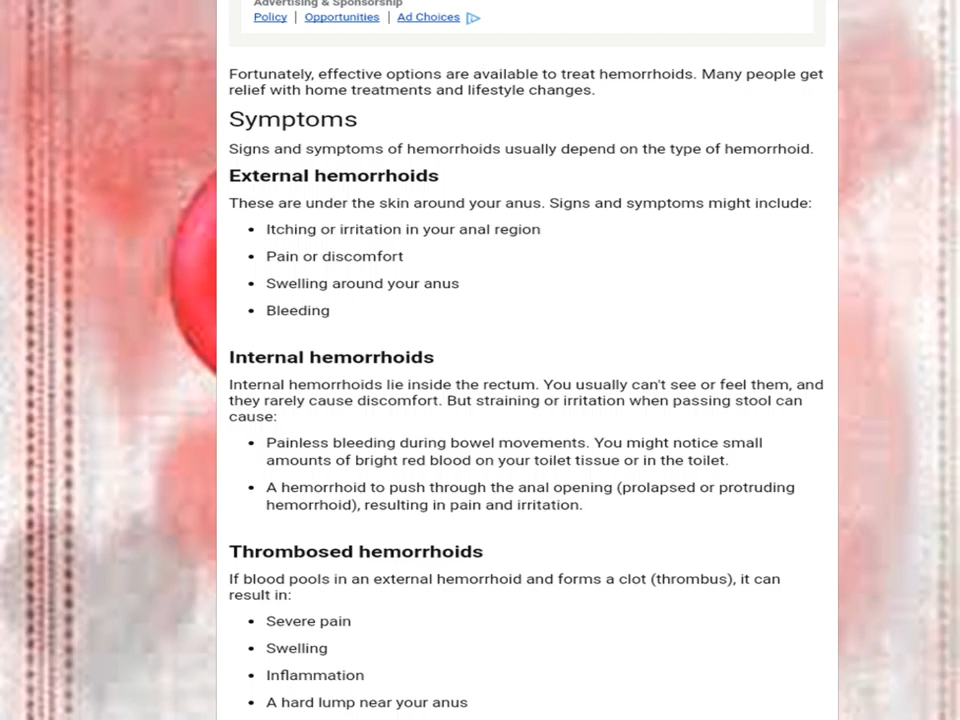 Advertising & Sponsorship
Policy | Opportunities | Ad Choices
Fortunately, effective options are available to treat hemorrhoids. Many people get
relief with home treatments and lifestyle changes.
Symptoms
Signs and symptoms of hemorrhoids usually depend on the type of hemorrhoid.
External hemorrhoids
These are under the skin around your anus. Signs and symptoms might include:
• Itching or irritation in your anal region
• Pain or discomfort
• Swelling around your anus
• Bleeding
Internal hemorrhoids
Internal hemorrhoids lie inside the rectum. You usually can't see or feel them, and
they rarely cause discomfort. But straining or irritation when passing stool can
cause:
• Painless bleeding during bowel movements. You might notice small
amounts of bright red blood on your toilet tissue or in the toilet.
• A hemorrhoid to push through the anal opening (prolapsed or protruding
hemorrhoid), resulting in pain and irritation.
Thrombosed hemorrhoids
If blood pools in an external hemorrhoid and forms a clot (thrombus), it can
result in:
• Severe pain
• Swelling
• Inflammation
• A hard lump near your anus